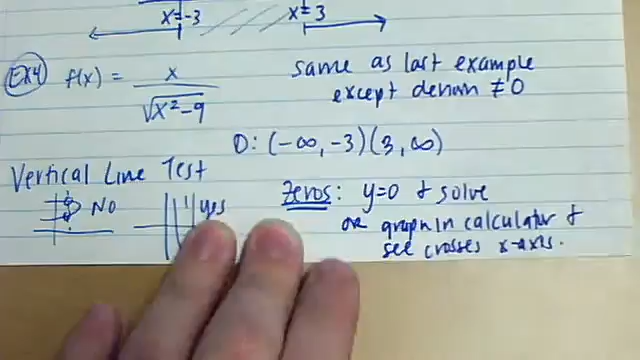 x=-3 x=3
Ex4 f(x) = x / √x²-9
same as last example
except denom ≠0
D: (-∞, -3)(3, ∞)
Vertical Line Test
NO yes
Zeros: y=0 & solve
or graph in calculator &
see crosses x-axis.